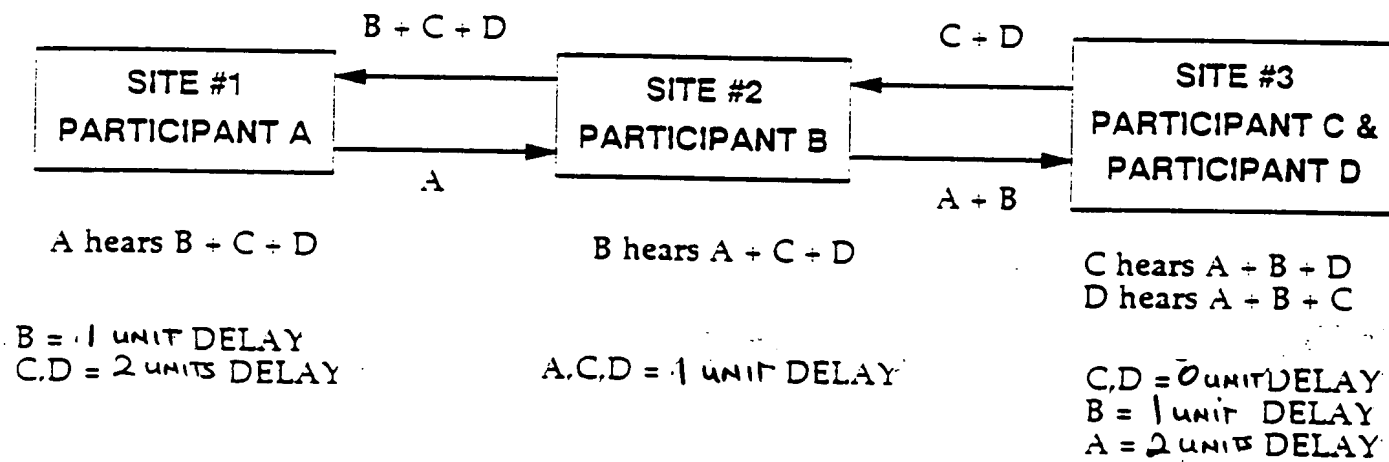 B + C + D
C + D
SITE #1
PARTICIPANT A
SITE #2
PARTICIPANT B
SITE #3
PARTICIPANT C &
PARTICIPANT D
A
A + B
A hears B + C + D
B hears A + C + D
C hears A + B + D
D hears A + B + C
B = 1 UNIT DELAY
C,D = 2 UNITS DELAY
A,C,D = 1 UNIT DELAY
C,D = 0 UNIT DELAY
B = 1 UNIT DELAY
A = 2 UNITS DELAY